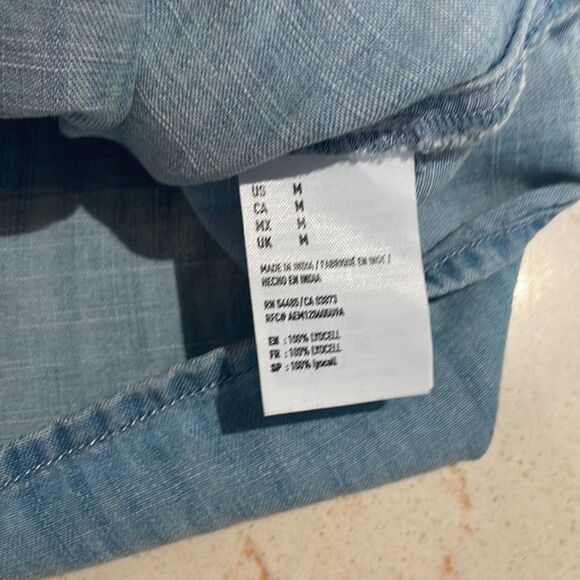 US M
CA M
MX M
UK M
MADE IN INDIA / FABRIQUÉ EN INDE /
HECHO EN INDIA
RN 54485 / CA 03873
RFC#
EN : 100% LYOCELL
FR : 100% LYOCELL
SP : 100% lyocell